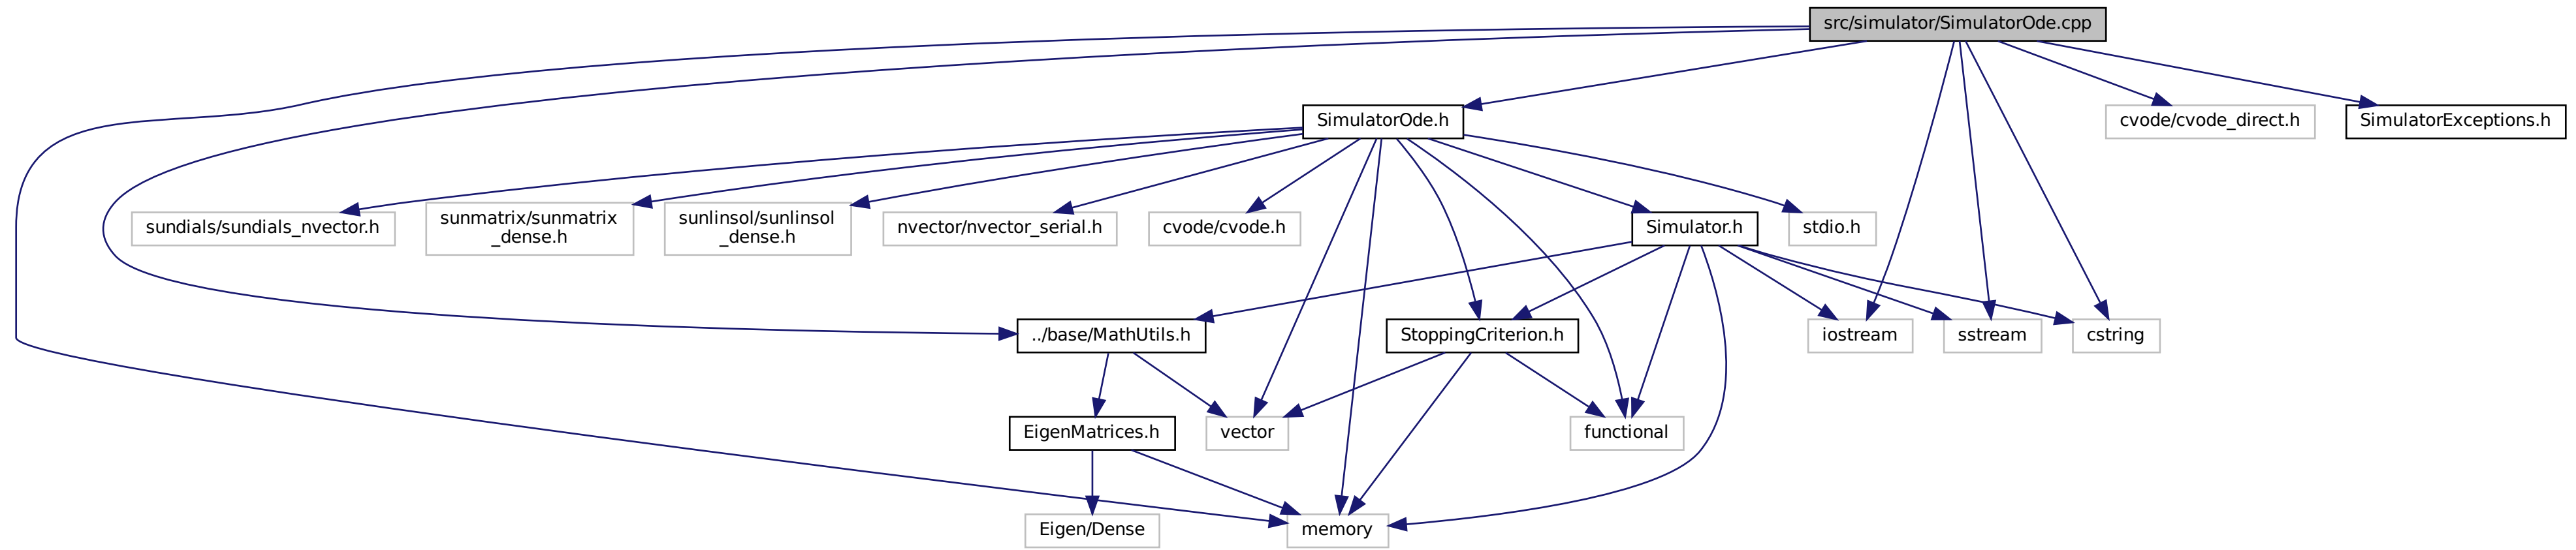 src/simulator/SimulatorOde.cpp
SimulatorOde.h
cvode/cvode_direct.h
SimulatorExceptions.h
sundials/sundials_nvector.h
sunmatrix/sunmatrix
_dense.h
sunlinsol/sunlinsol
_dense.h
nvector/nvector_serial.h
cvode/cvode.h
Simulator.h
stdio.h
../base/MathUtils.h
StoppingCriterion.h
iostream
sstream
cstring
EigenMatrices.h
vector
functional
Eigen/Dense
memory